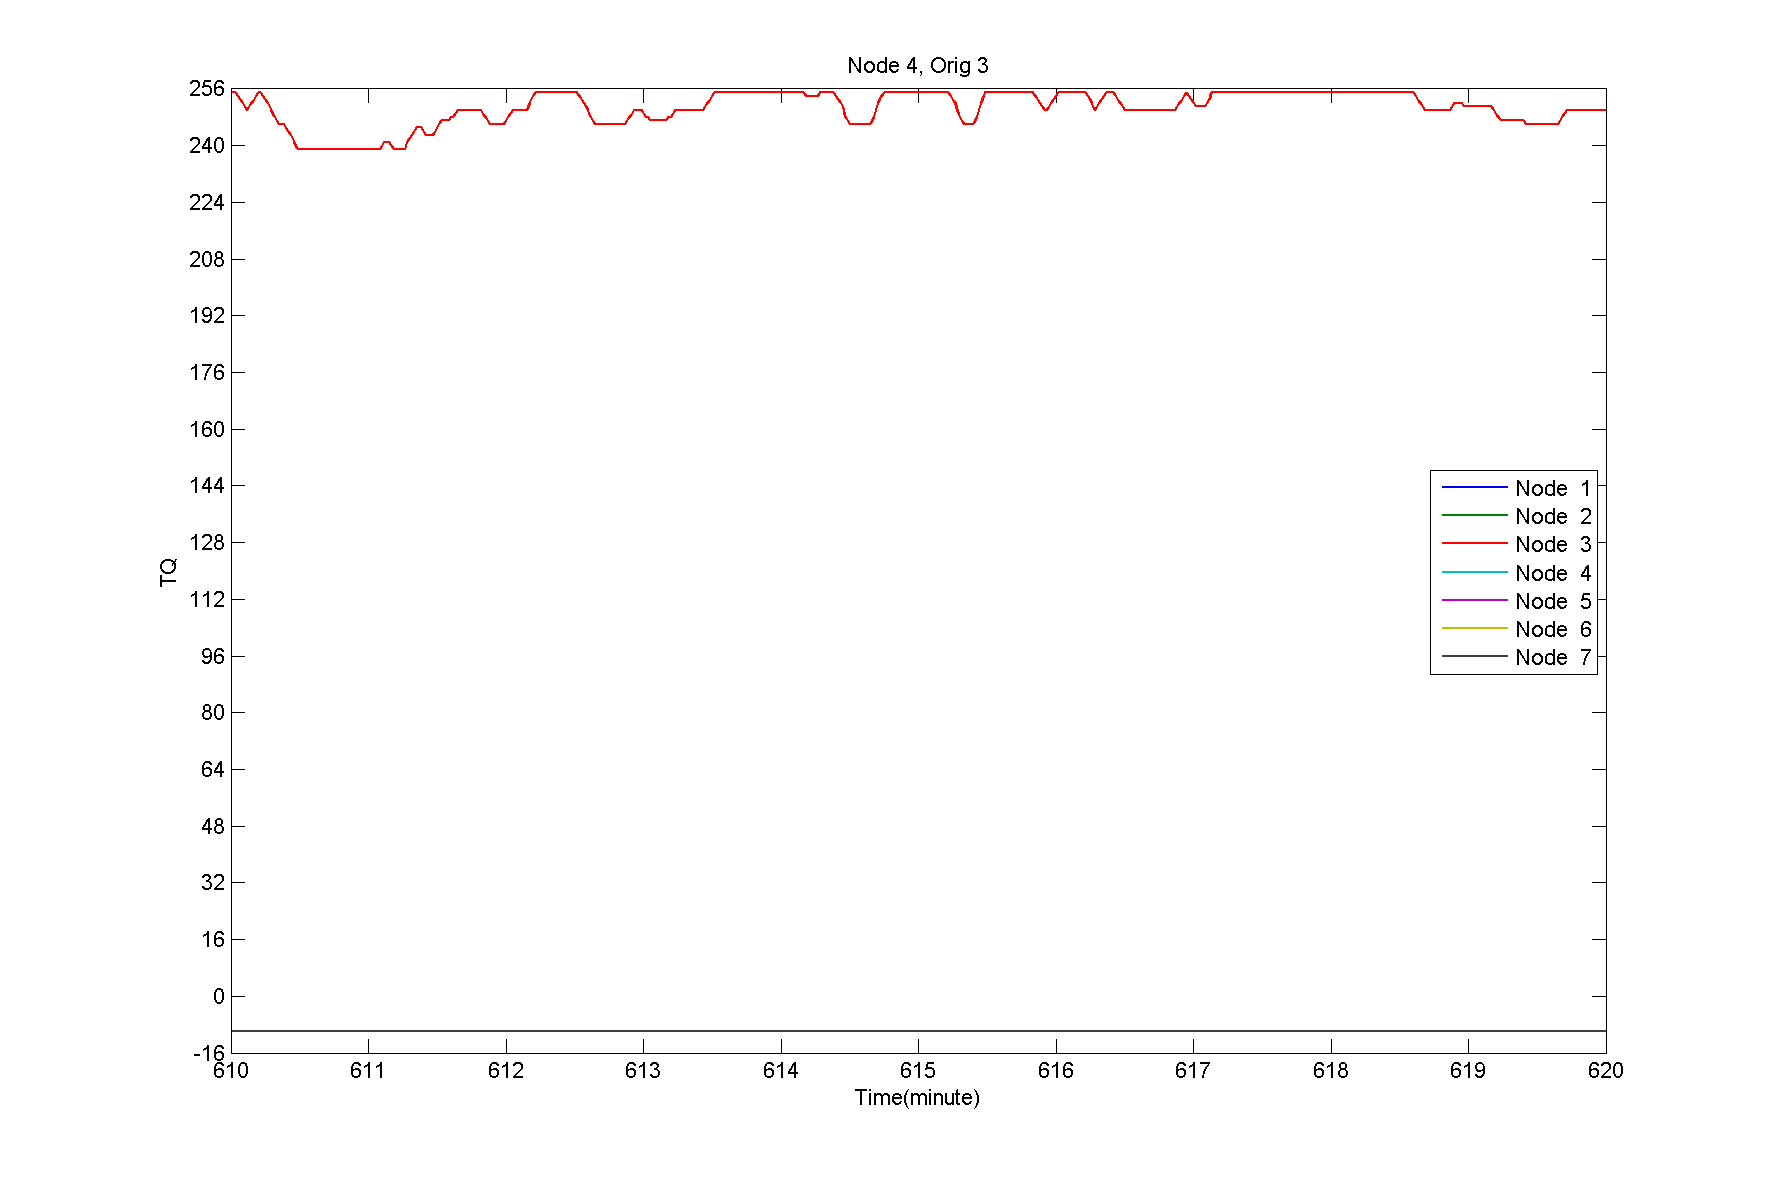 Node 4, Orig 3
256
240
224
208
192
176
160
144
128
112
96
80
64
48
32
16
0
-16
TQ
Node 1
Node 2
Node 3
Node 4
Node 5
Node 6
Node 7
610 611 612 613 614 615 616 617 618 619 620
Time(minute)